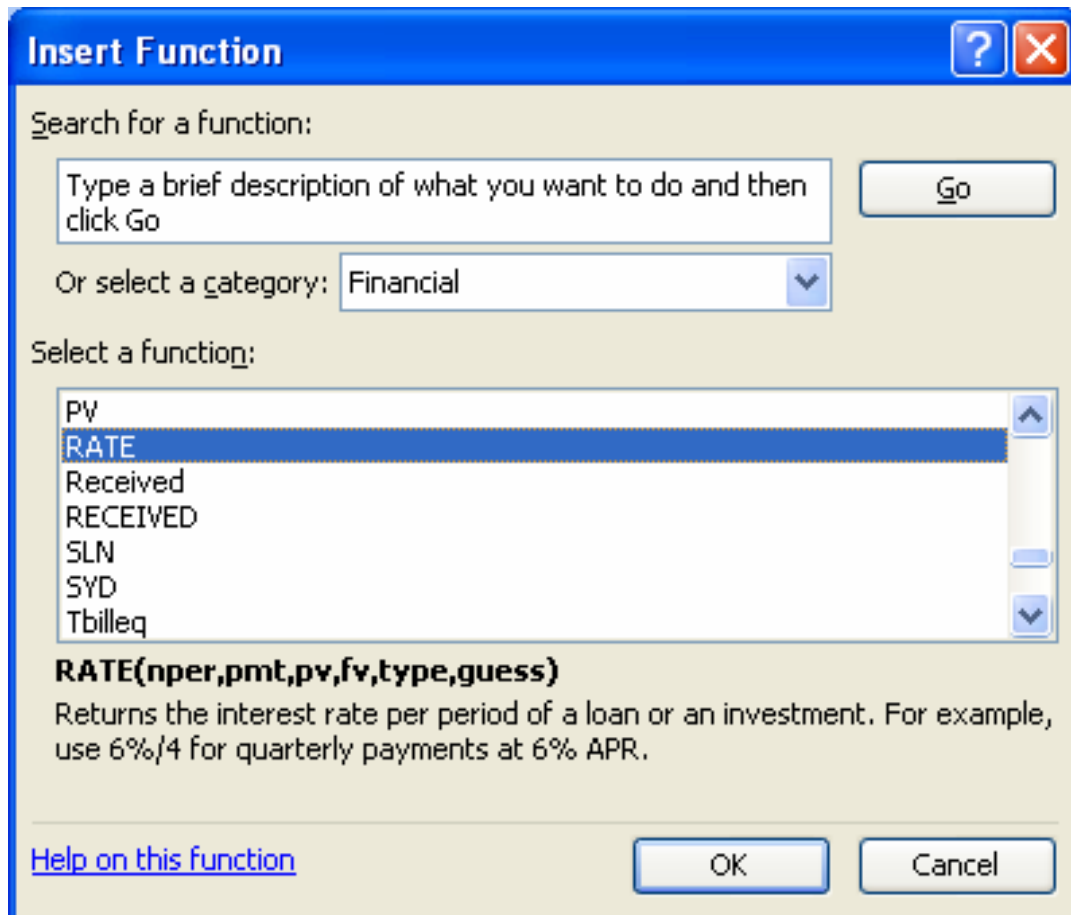 Insert Function
Search for a function:
Type a brief description of what you want to do and then
click Go
Go
Or select a category: Financial
Select a function:
PV
RATE
Received
RECEIVED
SLN
SYD
Tbilleq
RATE(nper,pmt,pv,fv,type,guess)
Returns the interest rate per period of a loan or an investment. For example,
use 6%/4 for quarterly payments at 6% APR.
Help on this function
OK
Cancel